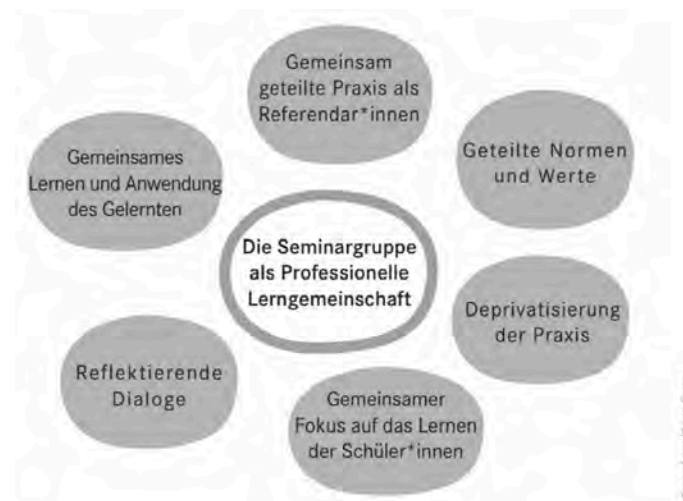 Gemeinsam
geteilte Praxis als
Referendar*innen
Geteilte Normen
und Werte
Gemeinsames
Lernen und Anwendung
des Gelernten
Die Seminargruppe
als Professionelle
Lerngemeinschaft
Deprivatisierung
der Praxis
Reflektierende
Dialoge
Gemeinsamer
Fokus auf das Lernen
der Schüler*innen